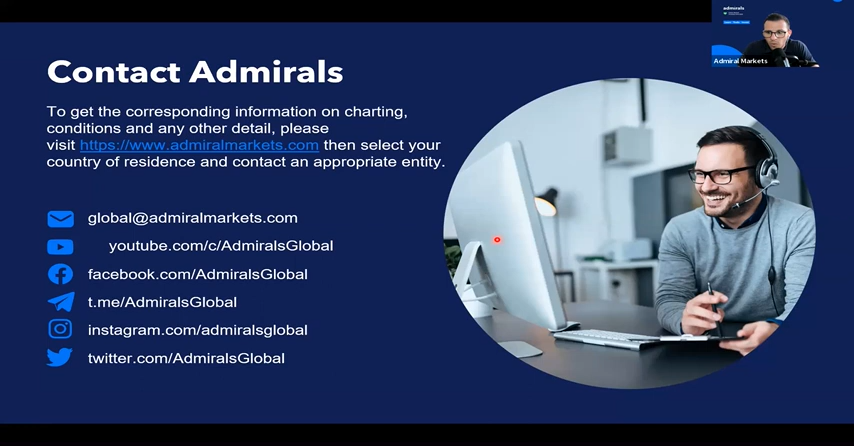 admirals
Admiral Markets
Contact Admirals
To get the corresponding information on charting,
conditions and any other detail, please
visit https://www.admiralmarkets.com then select your
country of residence and contact an appropriate entity.
global@admiralmarkets.com
youtube.com/c/AdmiralsGlobal
facebook.com/AdmiralsGlobal
t.me/AdmiralsGlobal
instagram.com/admiralsglobal
twitter.com/AdmiralsGlobal